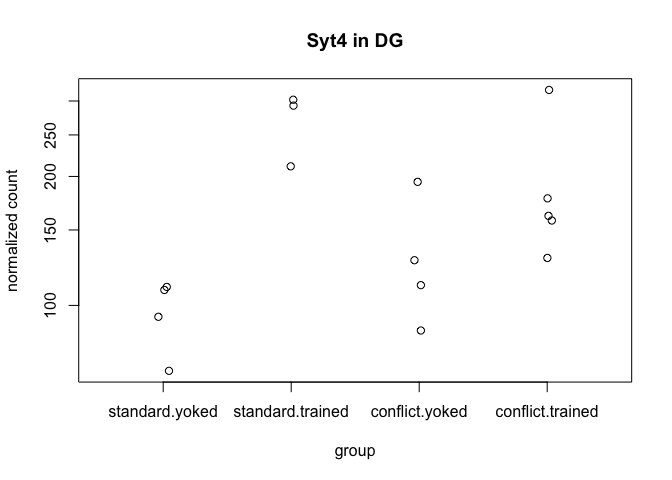 Syt4 in DG
normalized count
250
200
150
100
standard.yoked standard.trained conflict.yoked conflict.trained
group